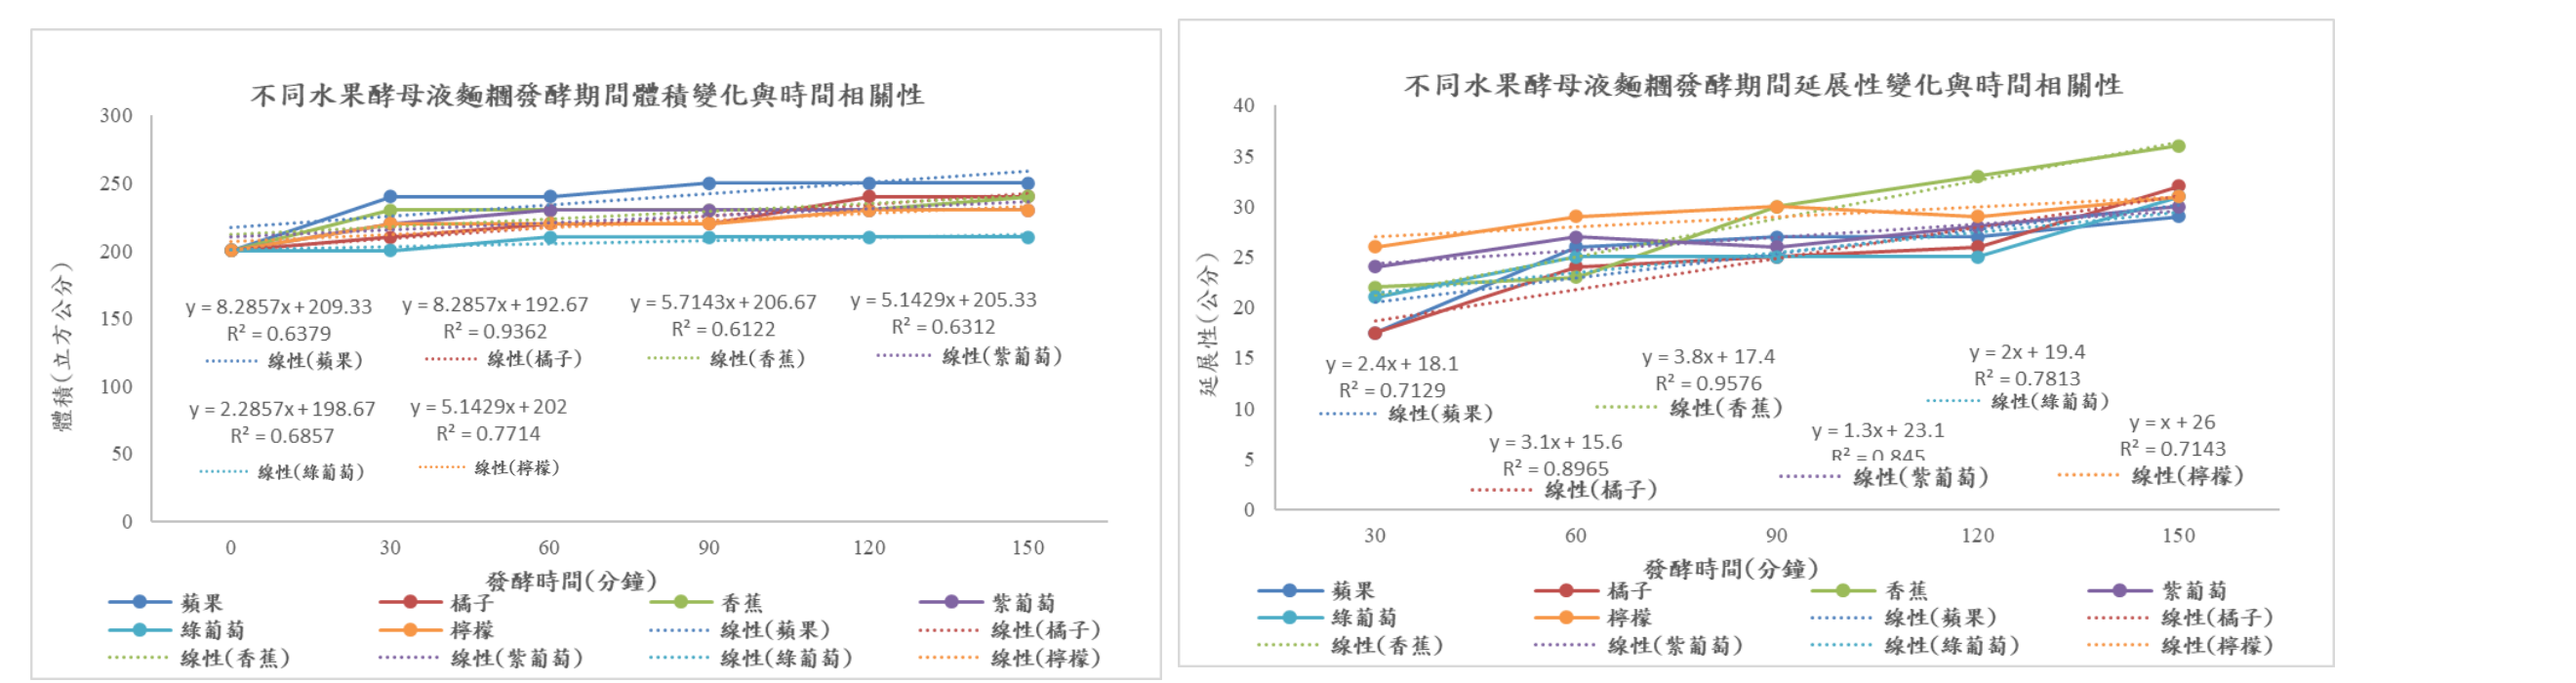 不同水果酵母液麵糰發酵期間體積變化與時間相關性
300
250
200
150
100
50
0
體積(立方公分)
y = 8.2857x + 209.33
R² = 0.6379
線性(蘋果)
y = 8.2857x + 192.67
R² = 0.9362
線性(橘子)
y = 5.7143x + 206.67
R² = 0.6122
線性(香蕉)
y = 5.1429x + 205.33
R² = 0.6312
線性(紫葡萄)
y = 2.2857x + 198.67
R² = 0.6857
線性(綠葡萄)
y = 5.1429x + 202
R² = 0.7714
線性(檸檬)
0 30 60 90 120 150
發酵時間(分鐘)
蘋果 橘子 香蕉 紫葡萄
綠葡萄 檸檬 線性(蘋果) 線性(橘子)
線性(香蕉) 線性(紫葡萄) 線性(綠葡萄) 線性(檸檬)
不同水果酵母液麵糰發酵期間延展性變化與時間相關性
40
35
30
25
20
15
10
5
0
延展性(公分)
y = 2.4x + 18.1
R² = 0.7129
線性(蘋果)
y = 3.8x + 17.4
R² = 0.9576
線性(香蕉)
y = 2x + 19.4
R² = 0.7813
線性(綠葡萄)
y = 3.1x + 15.6
R² = 0.8965
線性(橘子)
y = 1.3x + 23.1
R² = 0.845
線性(紫葡萄)
y = x + 26
R² = 0.7143
線性(檸檬)
30 60 90 120 150
發酵時間(分鐘)
蘋果 橘子 香蕉 紫葡萄
綠葡萄 檸檬 線性(蘋果) 線性(橘子)
線性(香蕉) 線性(紫葡萄) 線性(綠葡萄) 線性(檸檬)